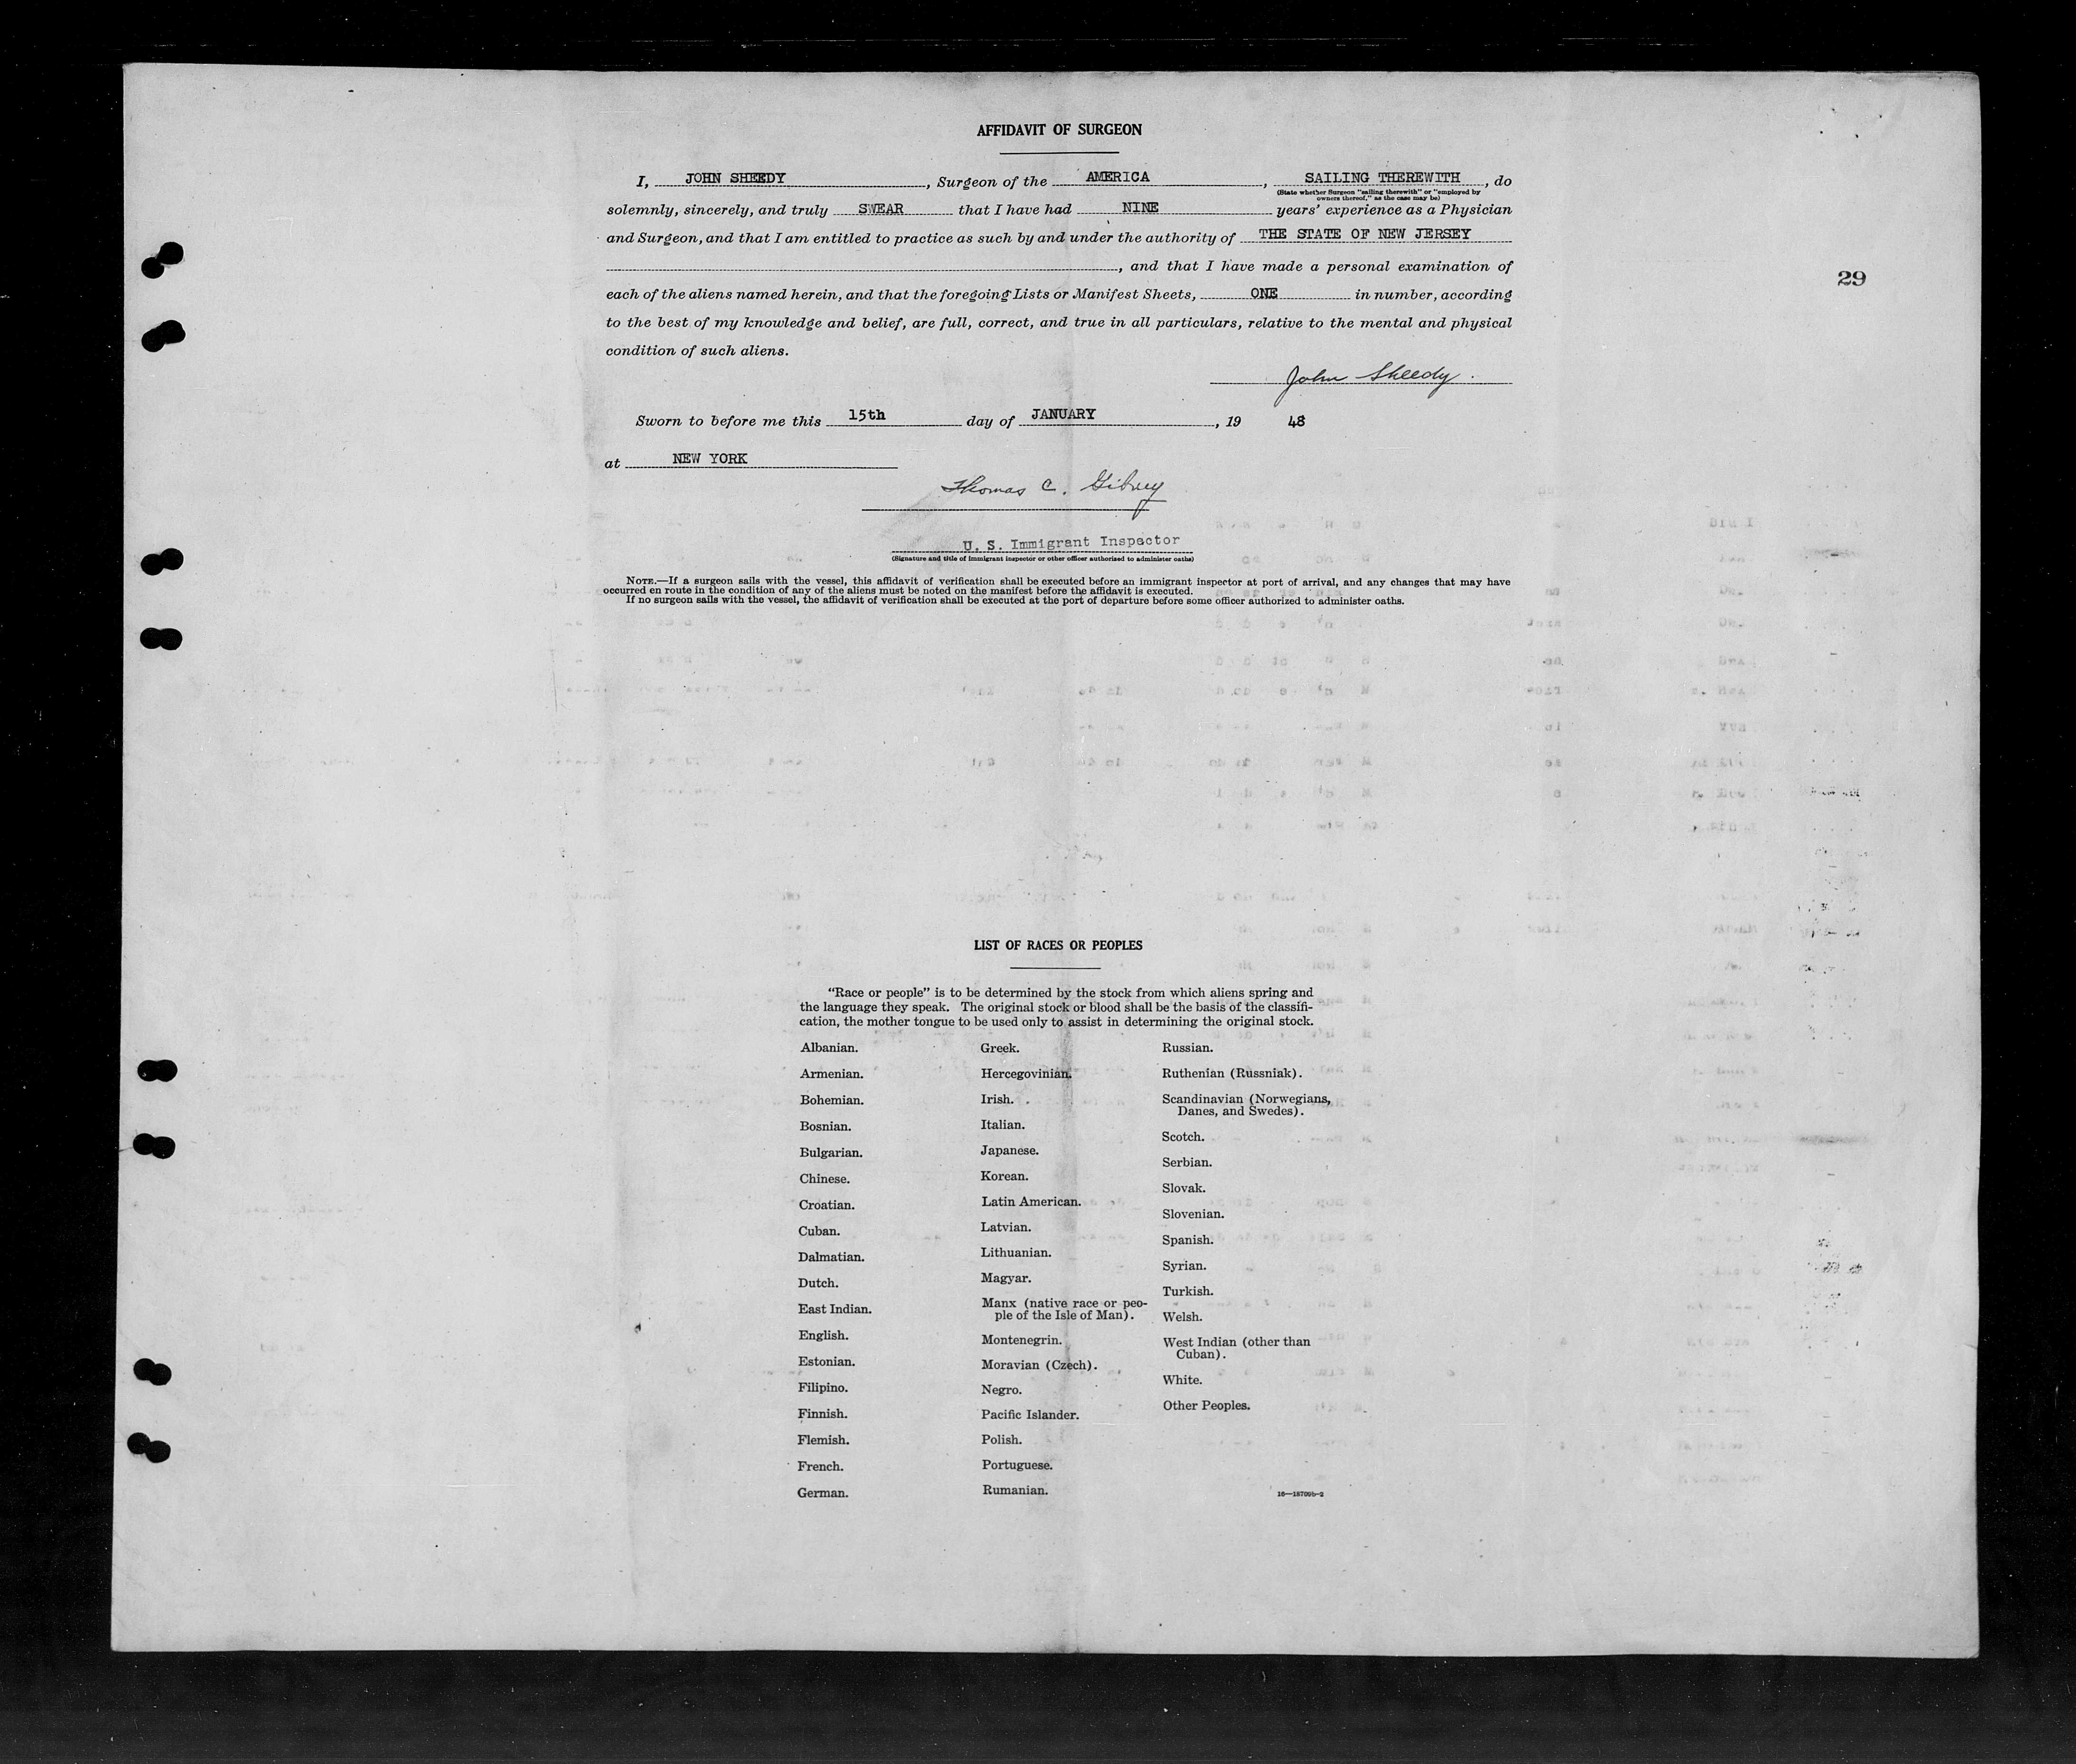 AFFIDAVIT OF SURGEON
I, JOHN SHEEDY, Surgeon of the AMERICA, SAILING THEREWITH, do
(State whether Surgeon "sailing therewith" or "employed by
owners thereof," as the case may be)
solemnly, sincerely, and truly SWEAR that I have had NINE years' experience as a Physician
and Surgeon, and that I am entitled to practice as such by and under the authority of THE STATE OF NEW JERSEY
, and that I have made a personal examination of
29
each of the aliens named herein, and that the foregoing Lists or Manifest Sheets, ONE in number, according
to the best of my knowledge and belief, are full, correct, and true in all particulars, relative to the mental and physical
condition of such aliens.
John Sheedy.
Sworn to before me this 15th day of JANUARY, 19 48
at NEW YORK
Thomas C. Gibney
U. S. Immigrant Inspector
(Signature and title of immigrant inspector or other officer authorized to administer oaths)
NOTE.—If a surgeon sails with the vessel, this affidavit of verification shall be executed before an immigrant inspector at port of arrival, and any changes that may have
occurred en route in the condition of any of the aliens must be noted on the manifest before the affidavit is executed.
If no surgeon sails with the vessel, the affidavit of verification shall be executed at the port of departure before some officer authorized to administer oaths.
LIST OF RACES OR PEOPLES
"Race or people" is to be determined by the stock from which aliens spring and
the language they speak. The original stock or blood shall be the basis of the classifi-
cation, the mother tongue to be used only to assist in determining the original stock.
Albanian.
Armenian.
Bohemian.
Bosnian.
Bulgarian.
Chinese.
Croatian.
Cuban.
Dalmatian.
Dutch.
East Indian.
English.
Estonian.
Filipino.
Finnish.
Flemish.
French.
German.
Greek.
Hercegovinian.
Irish.
Italian.
Japanese.
Korean.
Latin American.
Latvian.
Lithuanian.
Magyar.
Manx (native race or peo-
ple of the Isle of Man).
Montenegrin.
Moravian (Czech).
Negro.
Pacific Islander.
Polish.
Portuguese.
Rumanian.
Russian.
Ruthenian (Russniak).
Scandinavian (Norwegians,
Danes, and Swedes).
Scotch.
Serbian.
Slovak.
Slovenian.
Spanish.
Syrian.
Turkish.
Welsh.
West Indian (other than
Cuban).
White.
Other Peoples.
16—18709b-2